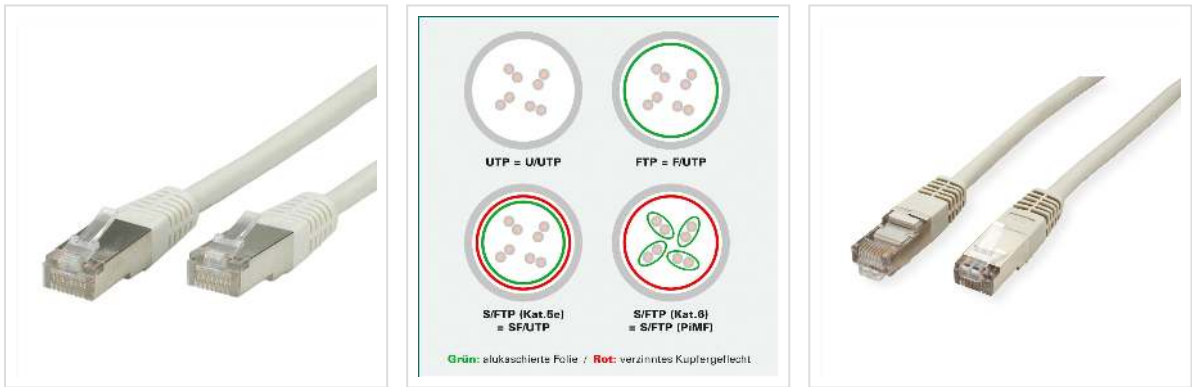 UTP = U/UTP
FTP = F/UTP
S/FTP (Kat.5e)
= SF/UTP
S/FTP (Kat.6)
= S/FTP (PiMF)
Grün: alukaschierte Folie / Rot: verzinntes Kupfergeflecht